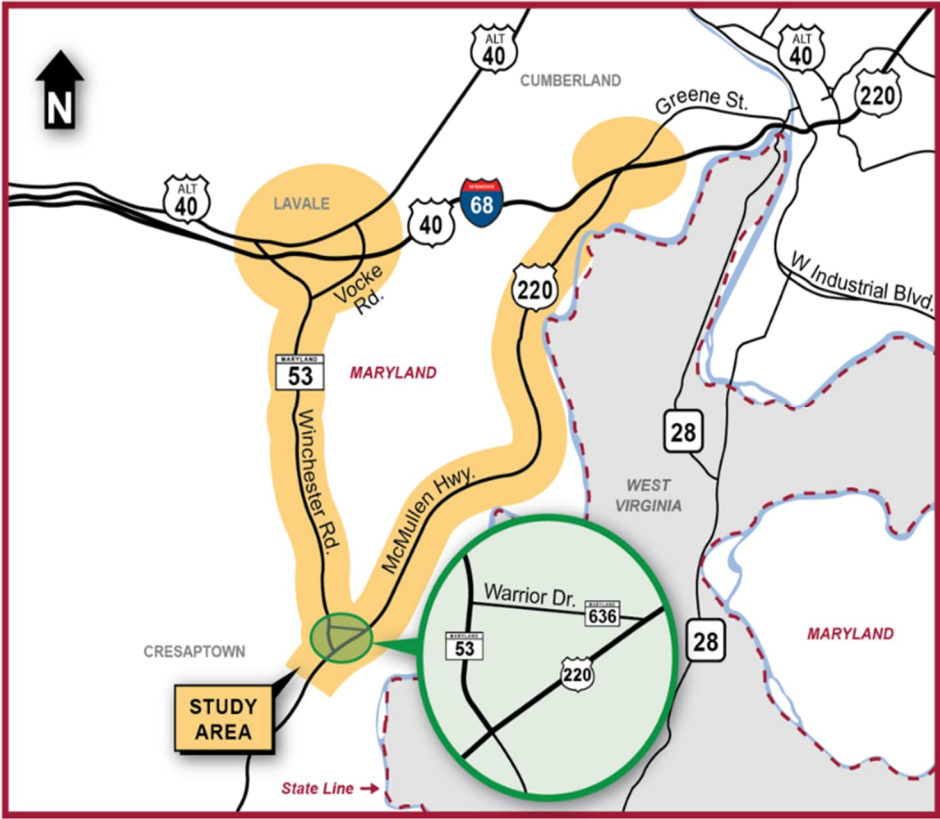 ALT
40
CUMBERLAND
ALT
40
220
N
Greene St.
ALT
40
LAVALE
40
INTERSTATE
68
Vocke
Rd.
220
W Industrial Blvd.
MARYLAND
53
MARYLAND
Winchester Rd.
28
McMullen Hwy.
WEST
VIRGINIA
Warrior Dr.
MARYLAND
636
MARYLAND
53
220
28
MARYLAND
CRESAPTOWN
STUDY
AREA
State Line